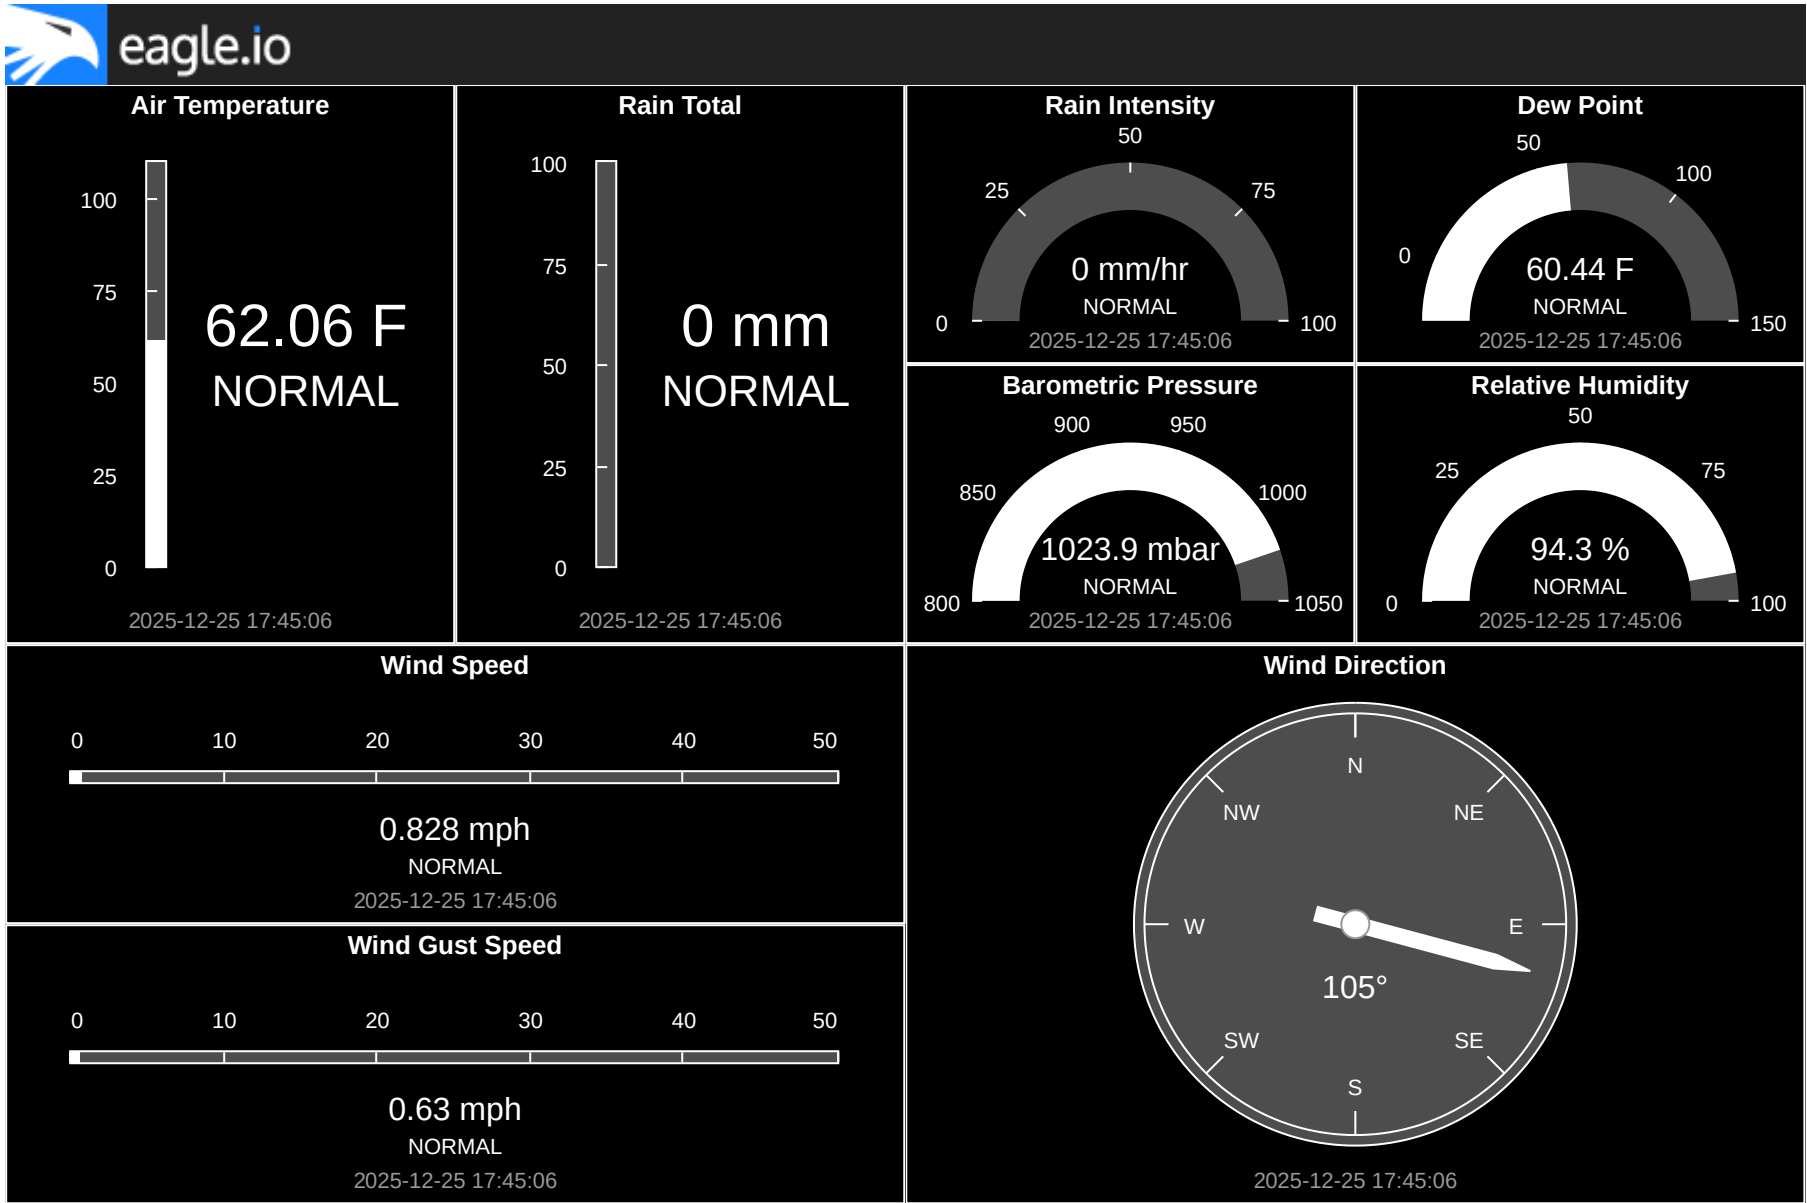 eagle.io
Air Temperature
100
75
50
25
0
62.06 F
NORMAL
2025-12-25 17:45:06
Rain Total
100
75
50
25
0
0 mm
NORMAL
2025-12-25 17:45:06
Rain Intensity
0
25
50
75
100
0 mm/hr
NORMAL
2025-12-25 17:45:06
Dew Point
0
50
100
150
60.44 F
NORMAL
2025-12-25 17:45:06
Barometric Pressure
800
850
900
950
1000
1050
1023.9 mbar
NORMAL
2025-12-25 17:45:06
Relative Humidity
0
25
50
75
100
94.3 %
NORMAL
2025-12-25 17:45:06
Wind Speed
0 10 20 30 40 50
0.828 mph
NORMAL
2025-12-25 17:45:06
Wind Gust Speed
0 10 20 30 40 50
0.63 mph
NORMAL
2025-12-25 17:45:06
Wind Direction
N
NW NE
W E
105°
SW SE
S
2025-12-25 17:45:06